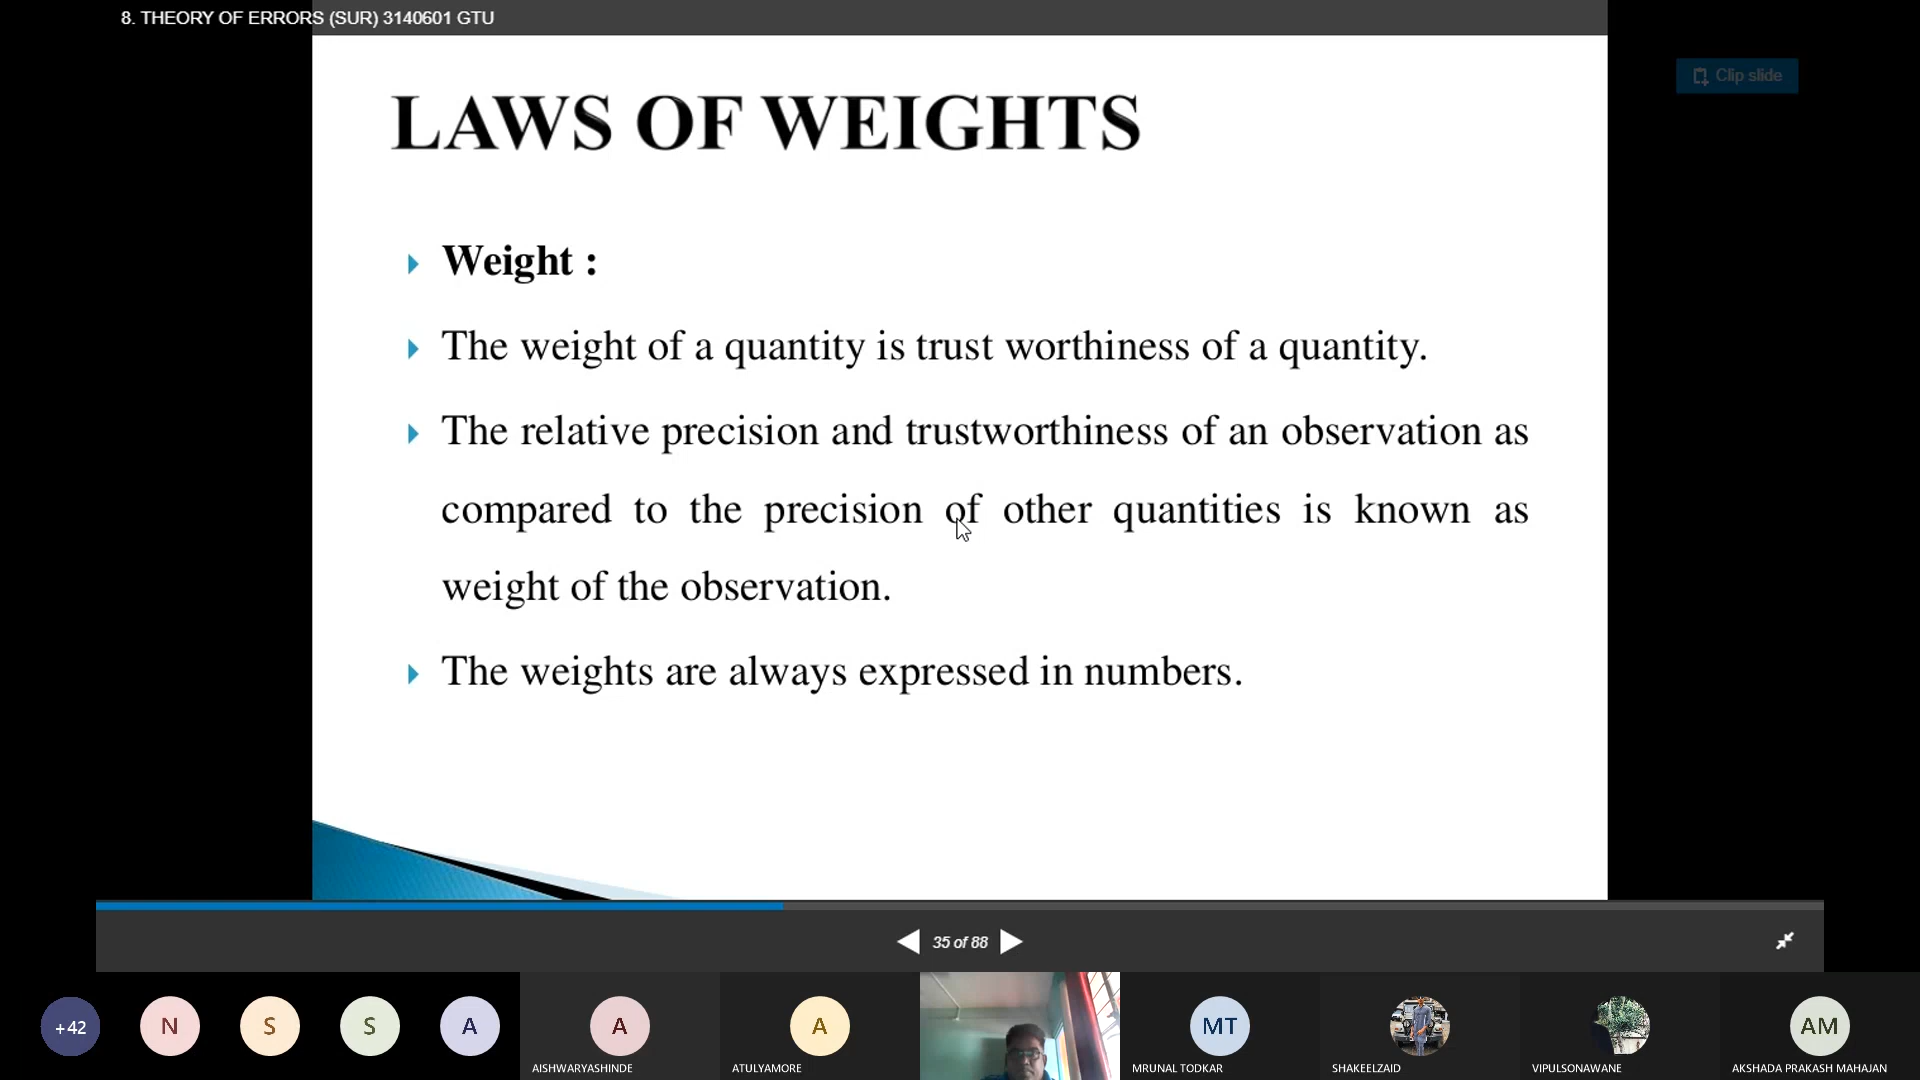 8. THEORY OF ERRORS (SUR) 3140601 GTU
Clip slide
LAWS OF WEIGHTS
Weight :
The weight of a quantity is trust worthiness of a quantity.
The relative precision and trustworthiness of an observation as
compared to the precision of other quantities is known as
weight of the observation.
The weights are always expressed in numbers.
35 of 88
+42
N
S
S
A
A
A
MT
AM
AISHWARYASHINDE
ATULYAMORE
MRUNAL TODKAR
SHAKEELZAID
VIPULSONAWANE
AKSHADA PRAKASH MAHAJAN